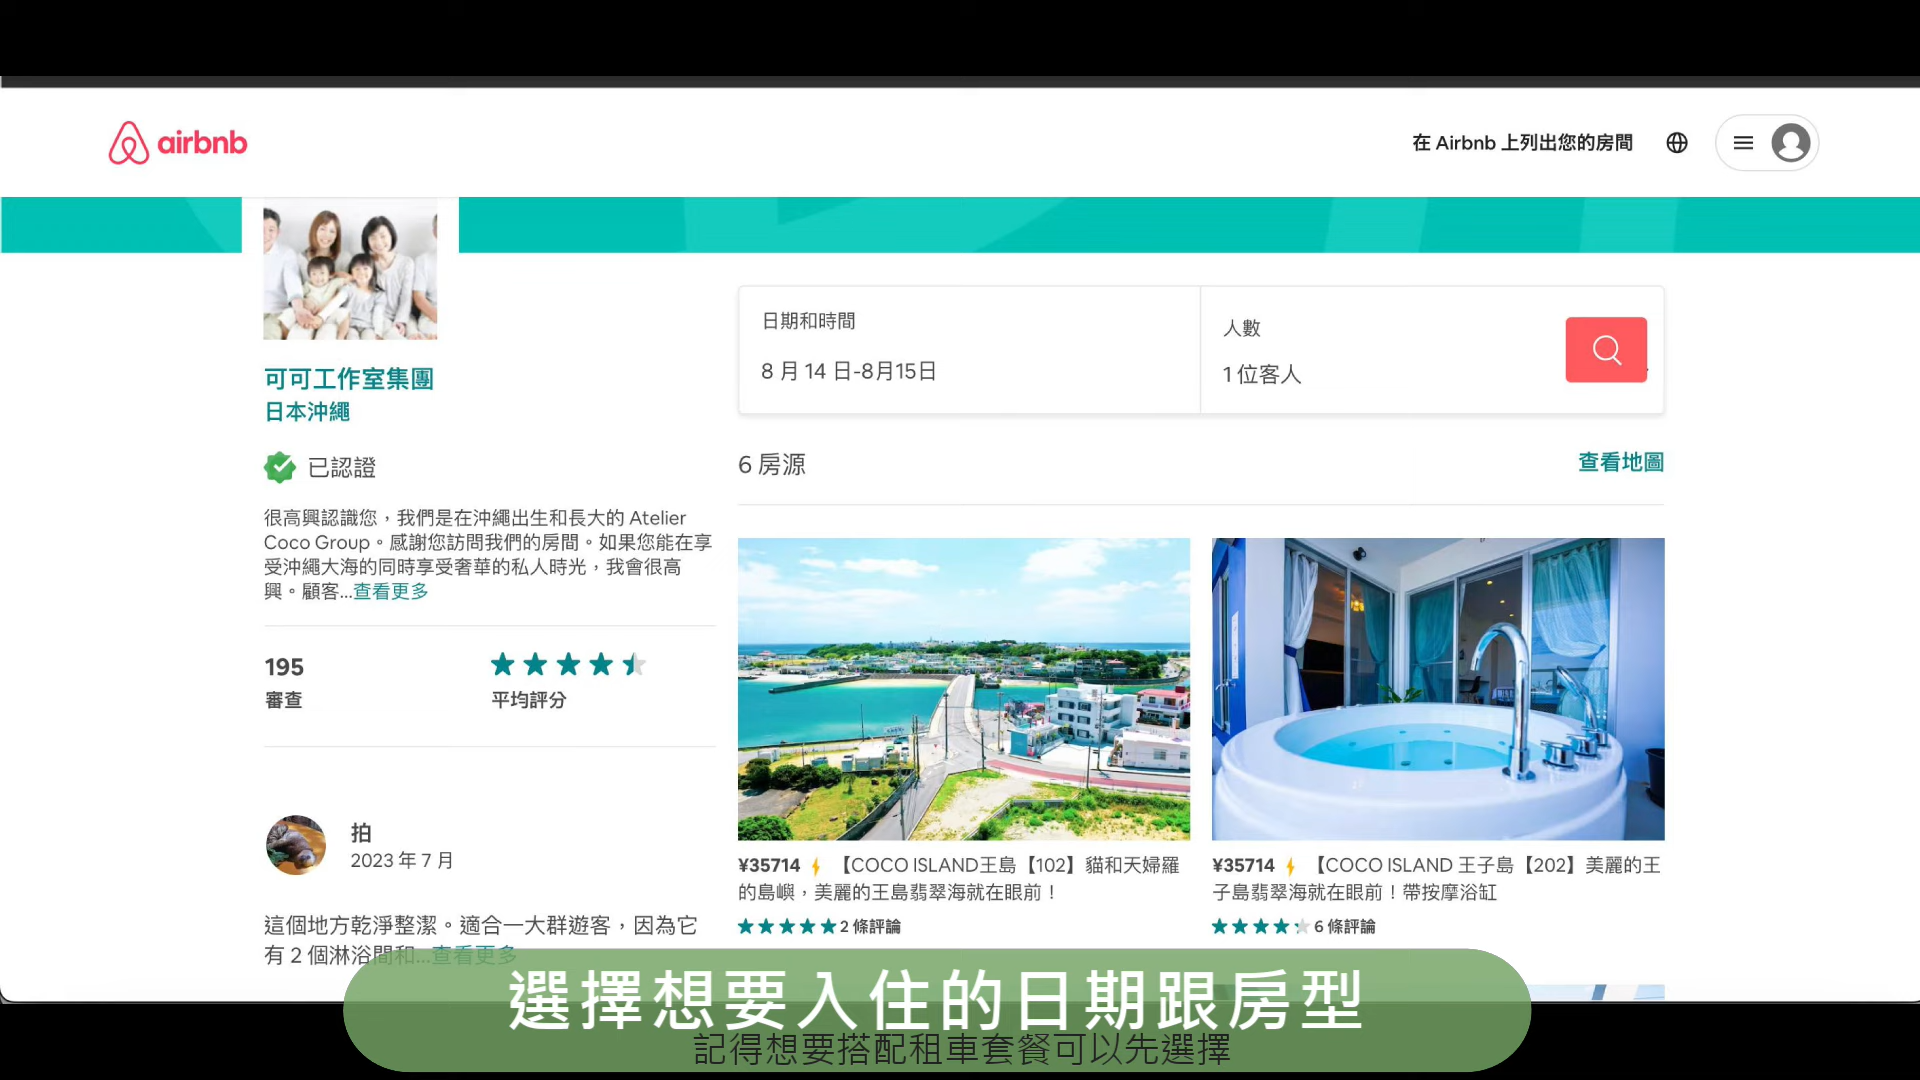 airbnb
在 Airbnb 上列出您的房間
可可工作室集團
日本沖繩
已認證
很高興認識您，我們是在沖繩出生和長大的 Atelier
Coco Group。感謝您訪問我們的房間。如果您能在享
受沖繩大海的同時享受奢華的私人時光，我會很高
興。顧客...查看更多
195
審查
平均評分
拍
2023 年 7 月
這個地方乾淨整潔。適合一大群遊客，因為它
有 2 個淋浴間和...查看更多
日期和時間
8 月 14 日-8月15日
人數
1 位客人
6 房源
查看地圖
¥35714 【COCO ISLAND王島【102】貓和天婦羅
的島嶼，美麗的王島翡翠海就在眼前！
2 條評論
¥35714 【COCO ISLAND 王子島【202】美麗的王
子島翡翠海就在眼前！帶按摩浴缸
6 條評論
選擇想要入住的日期跟房型
記得想要搭配租車套餐可以先選擇